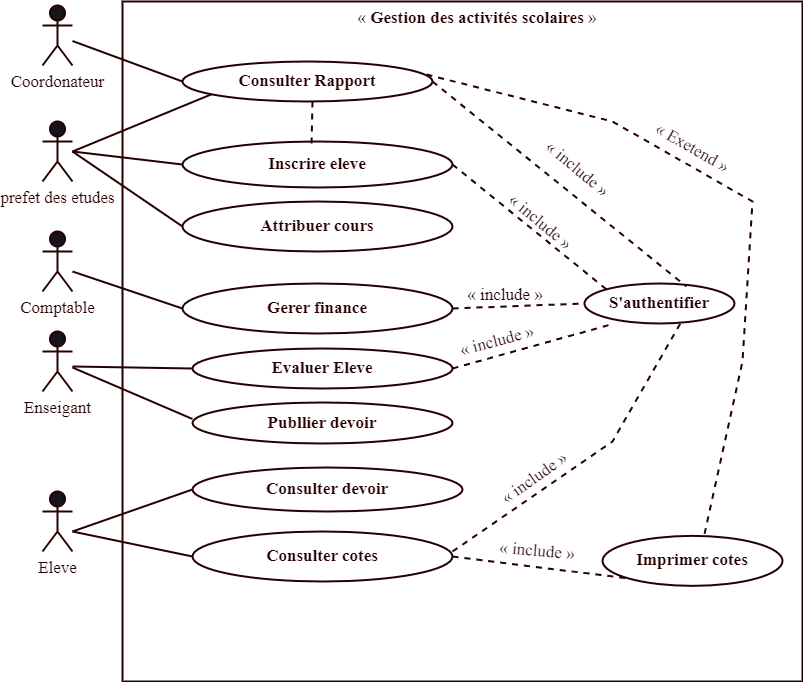 « Gestion des activités scolaires »
Coordonateur
Consulter Rapport
« Exetend »
« include »
prefet des etudes
Inscrire eleve
« include »
Attribuer cours
Comptable
Gerer finance
« include »
S'authentifier
Enseigant
Evaluer Eleve
« include »
Publlier devoir
Eleve
Consulter devoir
« include »
Consulter cotes
« include »
Imprimer cotes